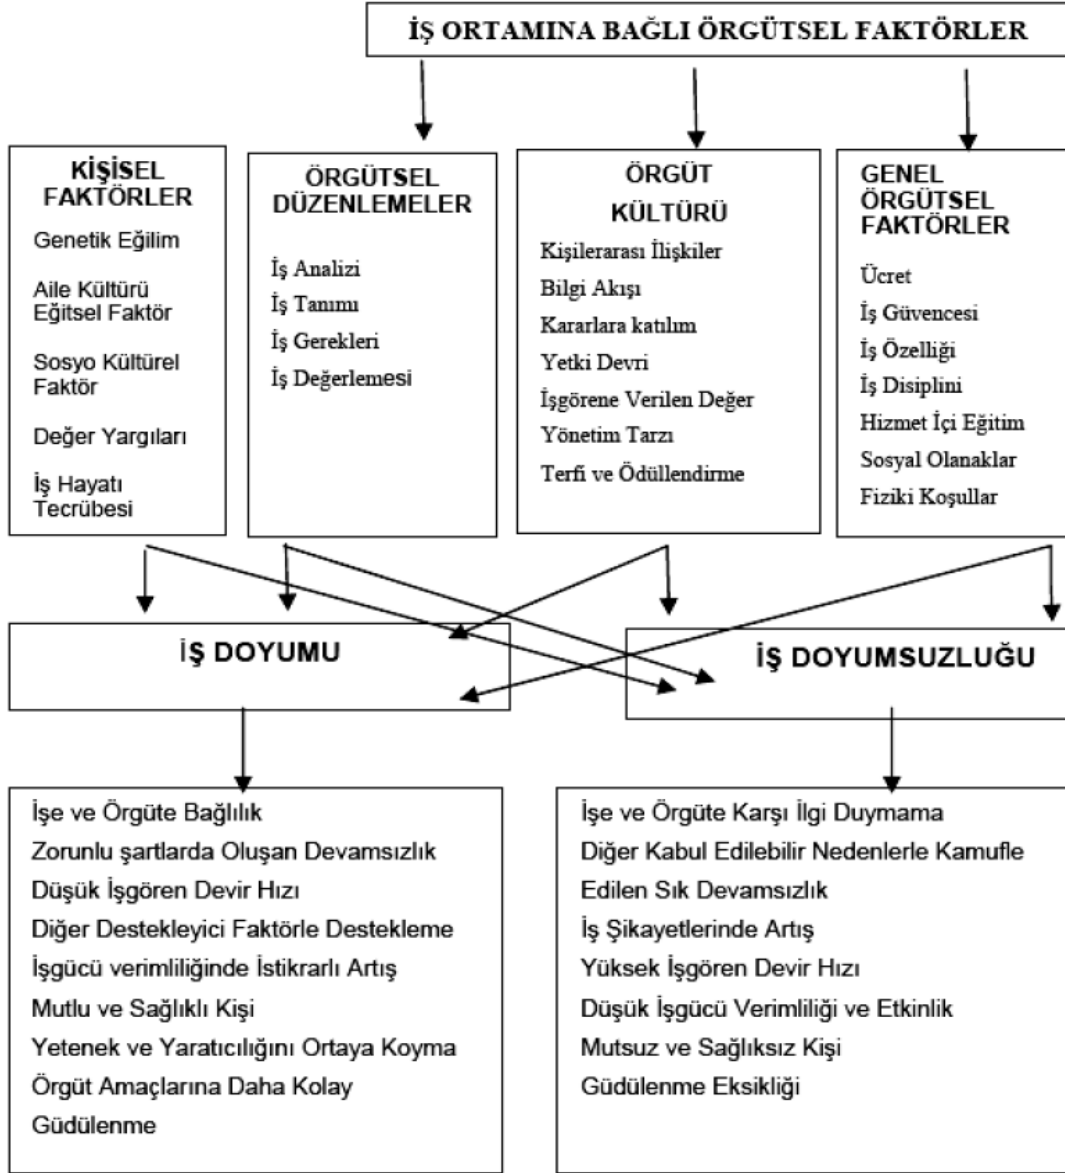 İŞ ORTAMINA BAĞLI ÖRGÜTSEL FAKTÖRLER
KİŞİSEL
FAKTÖRLER
Genetik Eğilim
Aile Kültürü
Eğitsel Faktör
Sosyo Kültürel
Faktör
Değer Yargıları
İş Hayatı
Tecrübesi
ÖRGÜTSEL
DÜZENLEMELER
İş Analizi
İş Tanımı
İş Gerekleri
İş Değerlemesi
ÖRGÜT
KÜLTÜRÜ
Kişilerarası İlişkiler
Bilgi Akışı
Kararlara katılım
Yetki Devri
İşgörene Verilen Değer
Yönetim Tarzı
Terfi ve Ödüllendirme
GENEL
ÖRGÜTSEL
FAKTÖRLER
Ücret
İş Güvencesi
İş Özelliği
İş Disiplini
Hizmet İçi Eğitim
Sosyal Olanaklar
Fiziki Koşullar
İŞ DOYUMU
İŞ DOYUMSUZLUĞU
İşe ve Örgüte Bağlılık
Zorunlu şartlarda Oluşan Devamsızlık
Düşük İşgören Devir Hızı
Diğer Destekleyici Faktörle Destekleme
İşgücü verimliliğinde İstikrarlı Artış
Mutlu ve Sağlıklı Kişi
Yetenek ve Yaratıcılığını Ortaya Koyma
Örgüt Amaçlarına Daha Kolay
Güdülenme
İşe ve Örgüte Karşı İlgi Duymama
Diğer Kabul Edilebilir Nedenlerle Kamufle
Edilen Sık Devamsızlık
İş Şikayetlerinde Artış
Yüksek İşgören Devir Hızı
Düşük İşgücü Verimliliği ve Etkinlik
Mutsuz ve Sağlıksız Kişi
Güdülenme Eksikliği